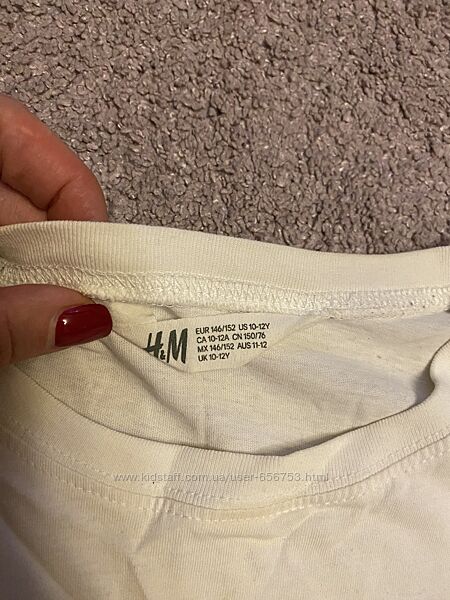 H&M
EUR 146/152 US 10-12Y
CA 10-12A CN 150/76
MX 146/152 AUS 11-12
UK 10-12Y
www.kidstaff.com.ua/user-656753.html